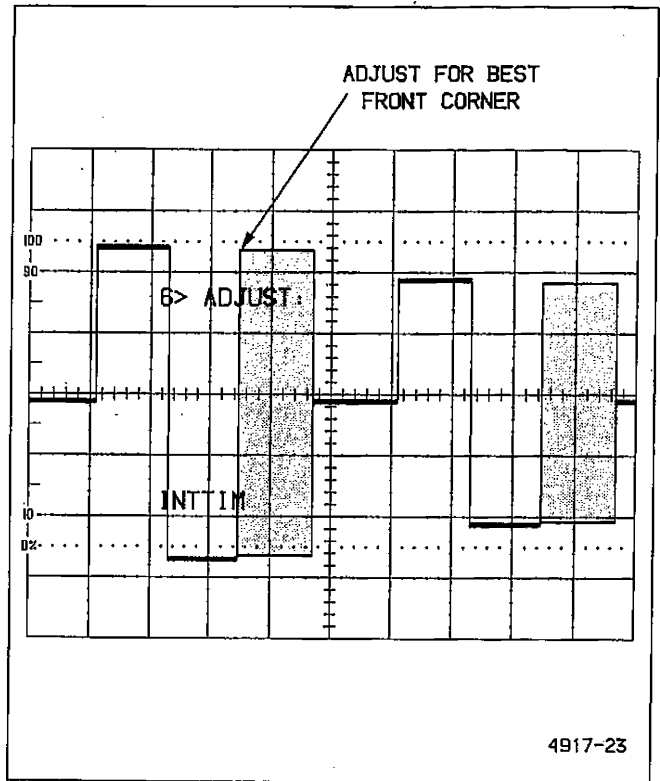 ADJUST FOR BEST
FRONT CORNER
100
90
6> ADJUST:
INTTIM
10
0%
4917-23